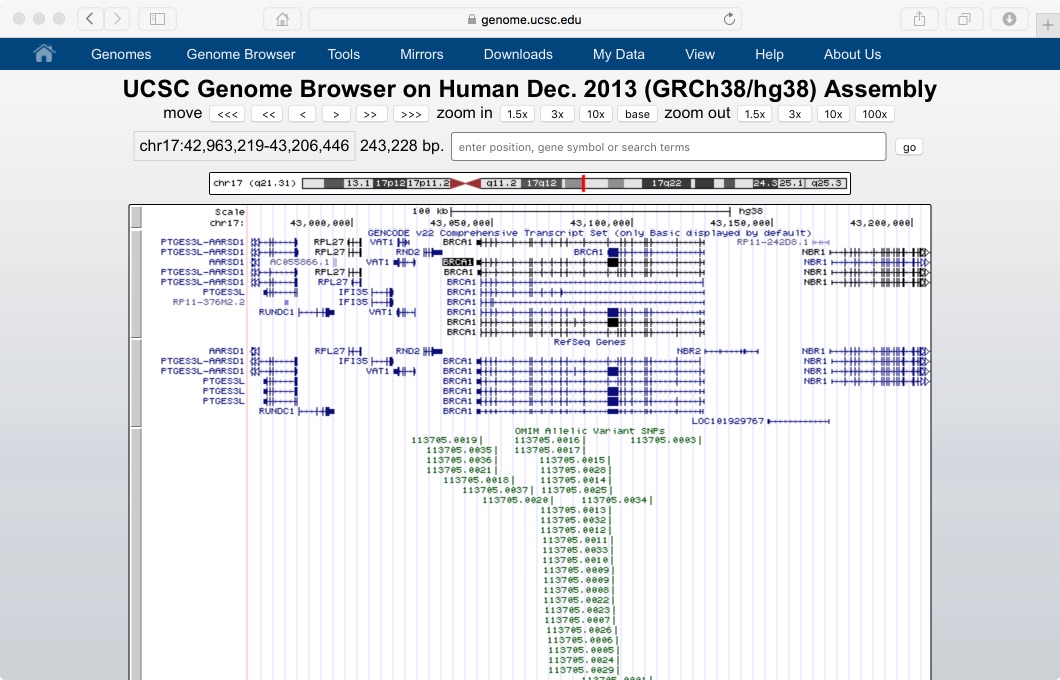 genome.ucsc.edu
Genomes Genome Browser Tools Mirrors Downloads My Data View Help About Us
UCSC Genome Browser on Human Dec. 2013 (GRCh38/hg38) Assembly
move <<< << < > >> >>> zoom in 1.5x 3x 10x base zoom out 1.5x 3x 10x 100x
chr17:42,963,219-43,206,446 243,228 bp. enter position, gene symbol or search terms go
chr17 (q21.31) 13.1 17p12 17p11.2 q11.2 17q12 17q22 24.3 25.1 q25.3
Scale 100 kb hg38
chr17: 43,000,000 43,050,000 43,100,000 43,150,000 43,200,000
GENCODE v22 Comprehensive Transcript Set (only Basic displayed by default)
PTGES3L-AARSD1 RPL27 VAT1 BRCA1 RP11-242D8.1
PTGES3L-AARSD1 RPL27 RND2 BRCA1 NBR1
AARSD1 AC055866.1 VAT1 BRCA1 NBR1
PTGES3L-AARSD1 RPL27 BRCA1 NBR1
PTGES3L-AARSD1 RPL27 BRCA1 NBR1
PTGES3L IFI35 BRCA1
RP11-376M2.2 IFI35 BRCA1
RUNDC1 VAT1 BRCA1
BRCA1
BRCA1
RefSeq Genes
AARSD1 RPL27 RND2 NBR2 NBR1
PTGES3L-AARSD1 IFI35 BRCA1 NBR1
PTGES3L-AARSD1 VAT1 BRCA1 NBR1
PTGES3L BRCA1 NBR1
PTGES3L BRCA1
PTGES3L BRCA1
RUNDC1 BRCA1
LOC101929767
OMIM Allelic Variant SNPs
113705.0019 113705.0016 113705.0003
113705.0035 113705.0017
113705.0036 113705.0015
113705.0021 113705.0028
113705.0018 113705.0014
113705.0037 113705.0025
113705.0020 113705.0034
113705.0013
113705.0032
113705.0012
113705.0011
113705.0033
113705.0010
113705.0009
113705.0009
113705.0008
113705.0022
113705.0023
113705.0007
113705.0026
113705.0006
113705.0005
113705.0024
113705.0029